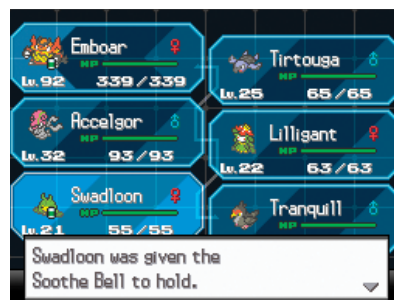 Emboar ♀
HP
Lv.92 339/339
Tirtouga ♂
HP
Lv.25 65/65
Accelgor ♂
HP
Lv.32 93/93
Lilligant ♀
HP
Lv.22 63/63
Swadloon ♀
HP
Lv.21 55/55
Tranquill ♂
HP
Swadloon was given the
Soothe Bell to hold.